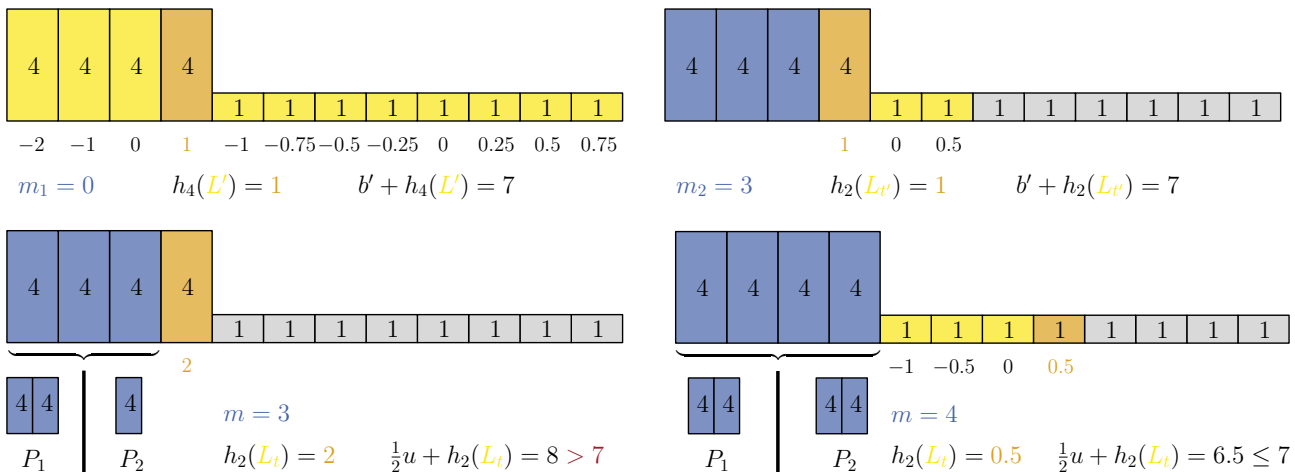 4 4 4 4 1 1 1 1 1 1 1 1
−2 −1 0 1 −1 −0.75 −0.5 −0.25 0 0.25 0.5 0.75
m₁ = 0 h₄(L′) = 1 b′ + h₄(L′) = 7
4 4 4 4 1 1 1 1 1 1 1 1
1 0 0.5
m₂ = 3 h₂(Lₜ′) = 1 b′ + h₂(Lₜ′) = 7
4 4 4 4 1 1 1 1 1 1 1 1
2
4 4 4
P₁ P₂
m = 3
h₂(Lₜ) = 2 ½u + h₂(Lₜ) = 8 > 7
4 4 4 4 1 1 1 1 1 1 1 1
−1 −0.5 0 0.5
4 4 4 4
P₁ P₂
m = 4
h₂(Lₜ) = 0.5 ½u + h₂(Lₜ) = 6.5 ≤ 7